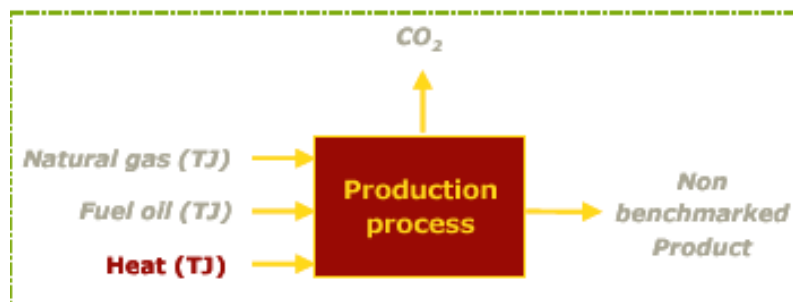 CO₂
Natural gas (TJ)
Fuel oil (TJ)
Heat (TJ)
Production
process
Non
benchmarked
Product